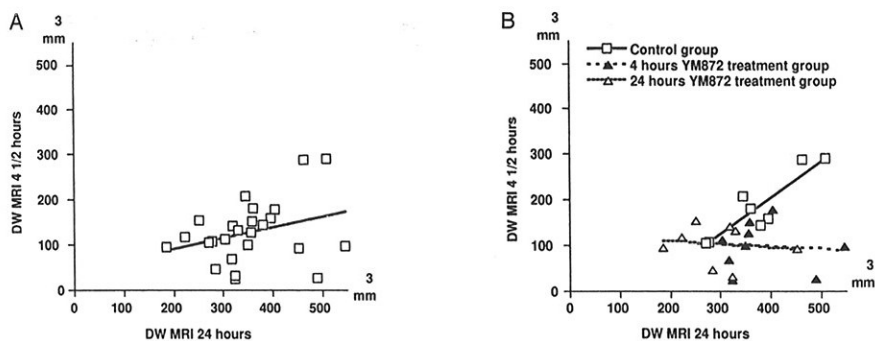 A
3
mm
500
400
300
200
100
0
0 100 200 300 400 500
3
mm
DW MRI 4 1/2 hours
DW MRI 24 hours
B
3
mm
500
400
300
200
100
0
0 100 200 300 400 500
3
mm
DW MRI 4 1/2 hours
DW MRI 24 hours
Control group
4 hours YM872 treatment group
24 hours YM872 treatment group